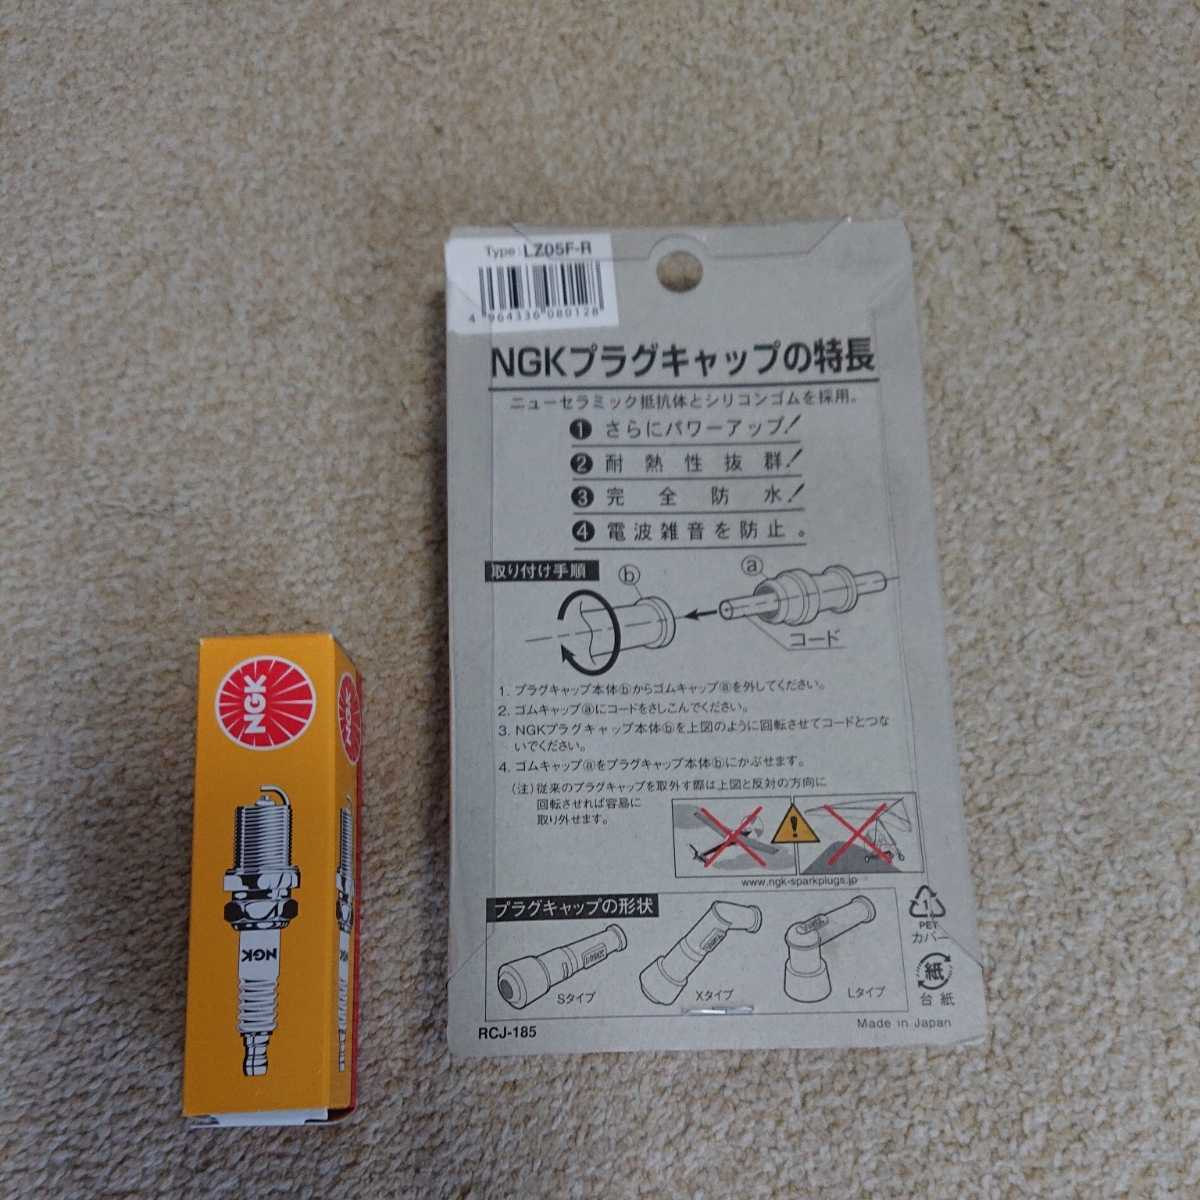 Type: LZ05F-R
4 964336 080128
NGKプラグキャップの特長
ニューセラミック抵抗体とシリコンゴムを採用。
❶ さらにパワーアップ!
❷ 耐熱性抜群!
❸ 完全防水!
❹ 電波雑音を防止。
取り付け手順
ⓑ
ⓐ
コード
1. プラグキャップ本体ⓑからゴムキャップⓐを外してください。
2. ゴムキャップⓐにコードをさしこんでください。
3. NGKプラグキャップ本体ⓑを上図のように回転させてコードとつな
いでください。
4. ゴムキャップⓐをプラグキャップ本体ⓑにかぶせます。
(注)従来のプラグキャップを取外す際は上図と反対の方向に
回転させれば容易に
取り外せます。
www.ngk-sparkplugs.jp
プラグキャップの形状
Sタイプ
Xタイプ
Lタイプ
1
PET
カバー
紙
台紙
RCJ-185
Made in Japan
NGK
NGK
NGK